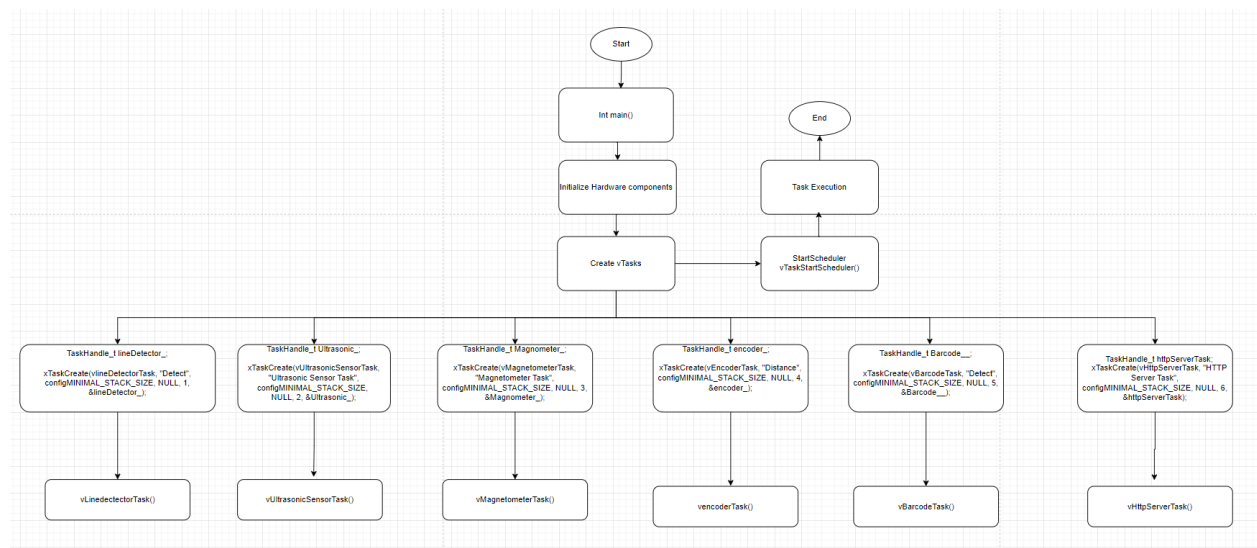 Start
Int main()
End
Initialize Hardware components
Task Execution
Create vTasks
StartScheduler
vTaskStartScheduler()
TaskHandle_t lineDetector_;
xTaskCreate(vlineDetectorTask, "Detect",
configMINIMAL_STACK_SIZE, NULL, 1,
&lineDetector_);
TaskHandle_t Ultrasonic_;
xTaskCreate(vUltrasonicSensorTask,
"Ultrasonic Sensor Task",
configMINIMAL_STACK_SIZE,
NULL, 2, &Ultrasonic_);
TaskHandle_t Magnometer_;
xTaskCreate(vMagnetometerTask,
"Magnetometer Task",
configMINIMAL_STACK_SIZE, NULL, 3,
&Magnometer_);
TaskHandle_t encoder_;
xTaskCreate(vEncoderTask, "Distance",
configMINIMAL_STACK_SIZE, NULL, 4,
&encoder_);
TaskHandle_t Barcode__;
xTaskCreate(vBarcodeTask, "Detect",
configMINIMAL_STACK_SIZE, NULL, 5,
&Barcode__);
TaskHandle_t httpServerTask;
xTaskCreate(vHttpServerTask, "HTTP
Server Task",
configMINIMAL_STACK_SIZE, NULL, 6,
&httpServerTask);
vLinedectectorTask()
vUltrasonicSensorTask()
vMagnetometerTask()
vencoderTask()
vBarcodeTask()
vHttpServerTask()